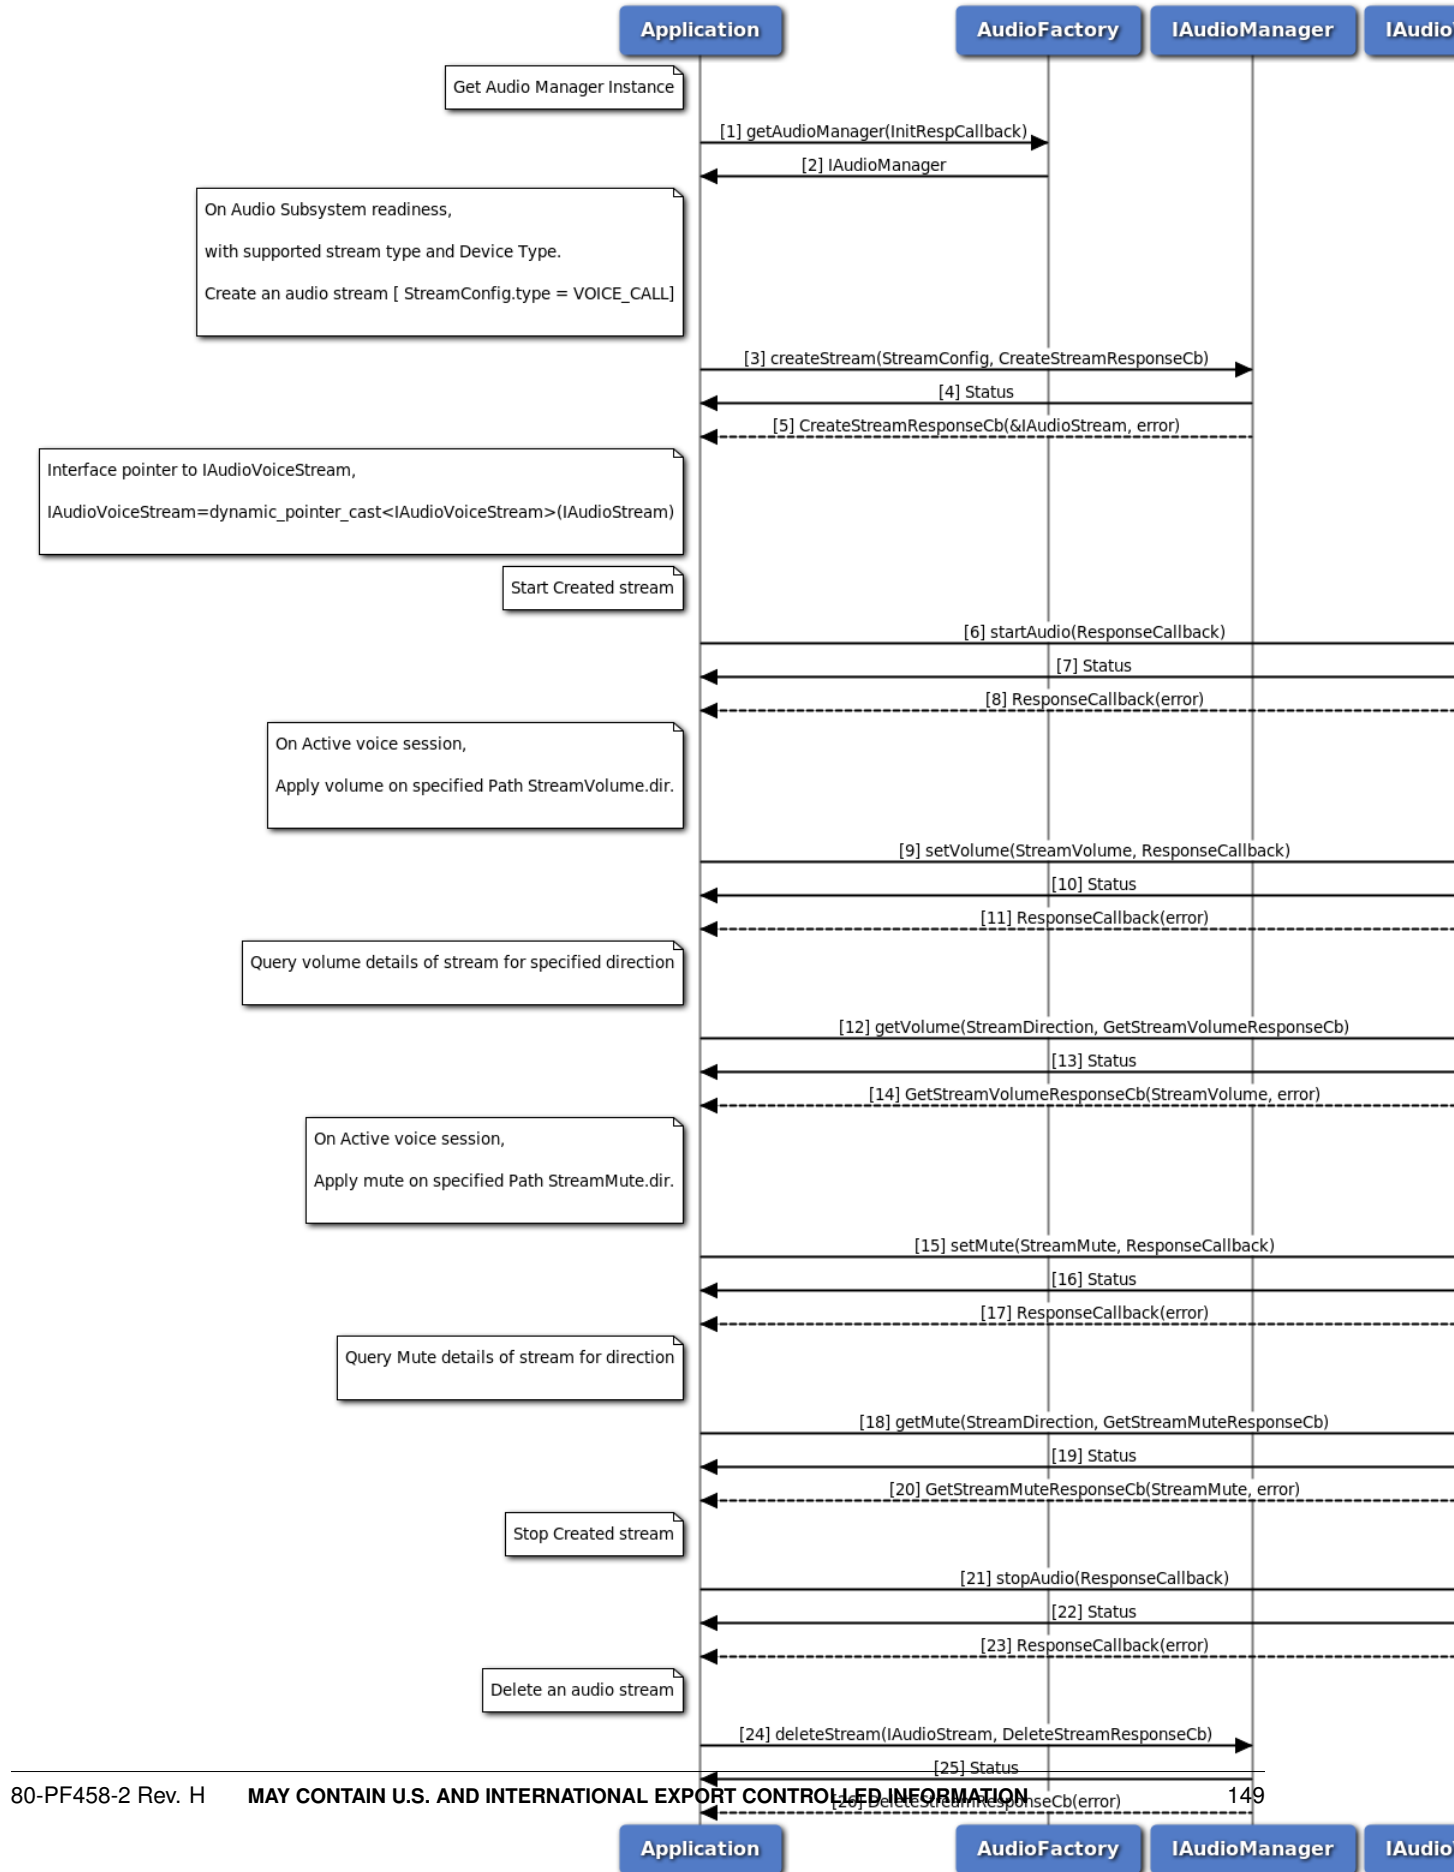 Application AudioFactory IAudioManager IAudio
Get Audio Manager Instance
[1] getAudioManager(InitRespCallback)
[2] IAudioManager
On Audio Subsystem readiness,
with supported stream type and Device Type.
Create an audio stream [ StreamConfig.type = VOICE_CALL]
[3] createStream(StreamConfig, CreateStreamResponseCb)
[4] Status
[5] CreateStreamResponseCb(&IAudioStream, error)
Interface pointer to IAudioVoiceStream,
IAudioVoiceStream=dynamic_pointer_cast<IAudioVoiceStream>(IAudioStream)
Start Created stream
[6] startAudio(ResponseCallback)
[7] Status
[8] ResponseCallback(error)
On Active voice session,
Apply volume on specified Path StreamVolume.dir.
[9] setVolume(StreamVolume, ResponseCallback)
[10] Status
[11] ResponseCallback(error)
Query volume details of stream for specified direction
[12] getVolume(StreamDirection, GetStreamVolumeResponseCb)
[13] Status
[14] GetStreamVolumeResponseCb(StreamVolume, error)
On Active voice session,
Apply mute on specified Path StreamMute.dir.
[15] setMute(StreamMute, ResponseCallback)
[16] Status
[17] ResponseCallback(error)
Query Mute details of stream for direction
[18] getMute(StreamDirection, GetStreamMuteResponseCb)
[19] Status
[20] GetStreamMuteResponseCb(StreamMute, error)
Stop Created stream
[21] stopAudio(ResponseCallback)
[22] Status
[23] ResponseCallback(error)
Delete an audio stream
[24] deleteStream(IAudioStream, DeleteStreamResponseCb)
[25] Status
80-PF458-2 Rev. H MAY CONTAIN U.S. AND INTERNATIONAL EXPORT CONTROLLED INFORMATION 149
[26] DeleteStreamResponseCb(error)
Application AudioFactory IAudioManager IAudio